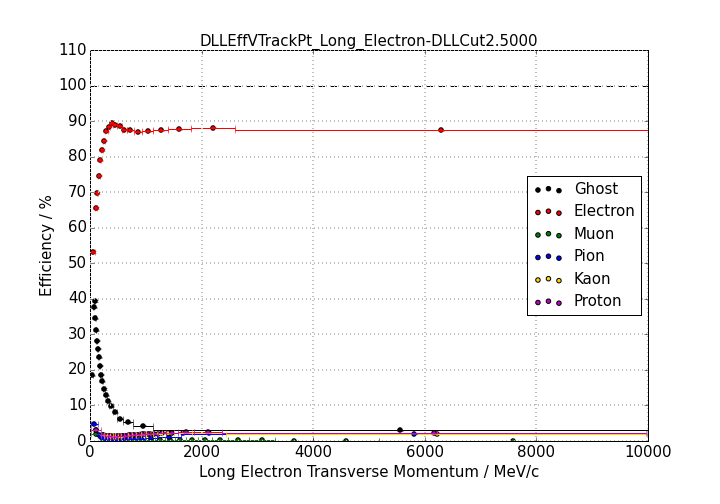 DLLEffVTrackPt_Long_Electron-DLLCut2.5000
110
100
90
80
70
60
50
40
30
20
10
0
Efficiency / %
Ghost
Electron
Muon
Pion
Kaon
Proton
0 2000 4000 6000 8000 10000
Long Electron Transverse Momentum / MeV/c